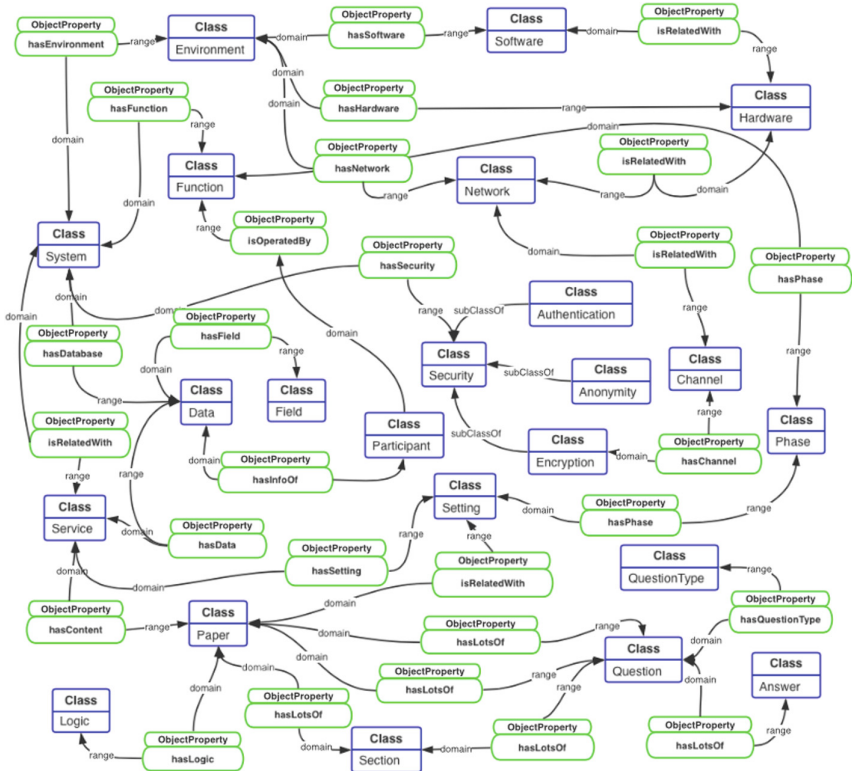 ObjectProperty
hasEnvironment
range
Class
Environment
domain
ObjectProperty
hasSoftware
range
Class
Software
domain
ObjectProperty
isRelatedWith
range
ObjectProperty
hasFunction
range
domain
domain
ObjectProperty
hasHardware
range
Class
Hardware
domain
domain
domain
Class
Function
ObjectProperty
hasNetwork
range
Class
Network
range
ObjectProperty
isRelatedWith
domain
Class
System
domain
range
ObjectProperty
isOperatedBy
ObjectProperty
hasSecurity
domain
ObjectProperty
isRelatedWith
ObjectProperty
hasPhase
domain
domain
domain
ObjectProperty
hasField
range
subClassOf
Class
Authentication
range
ObjectProperty
hasDatabase
domain
range
domain
Class
Security
subClassOf
Class
Anonymity
Class
Channel
range
range
Class
Data
Class
Field
ObjectProperty
isRelatedWith
Class
Participant
subClassOf
range
Class
Phase
range
domain
ObjectProperty
hasInfoOf
Class
Encryption
domain
ObjectProperty
hasChannel
range
Class
Service
domain
ObjectProperty
hasData
range
Class
Setting
domain
ObjectProperty
hasPhase
range
domain
domain
ObjectProperty
hasSetting
range
ObjectProperty
isRelatedWith
Class
QuestionType
range
ObjectProperty
hasContent
range
Class
Paper
domain
domain
ObjectProperty
hasLotsOf
range
ObjectProperty
hasQuestionType
domain
domain
domain
domain
ObjectProperty
hasLotsOf
range
range
Class
Question
domain
Class
Answer
Class
Logic
ObjectProperty
hasLotsOf
range
ObjectProperty
hasLogic
domain
Class
Section
domain
ObjectProperty
hasLotsOf
ObjectProperty
hasLotsOf
range